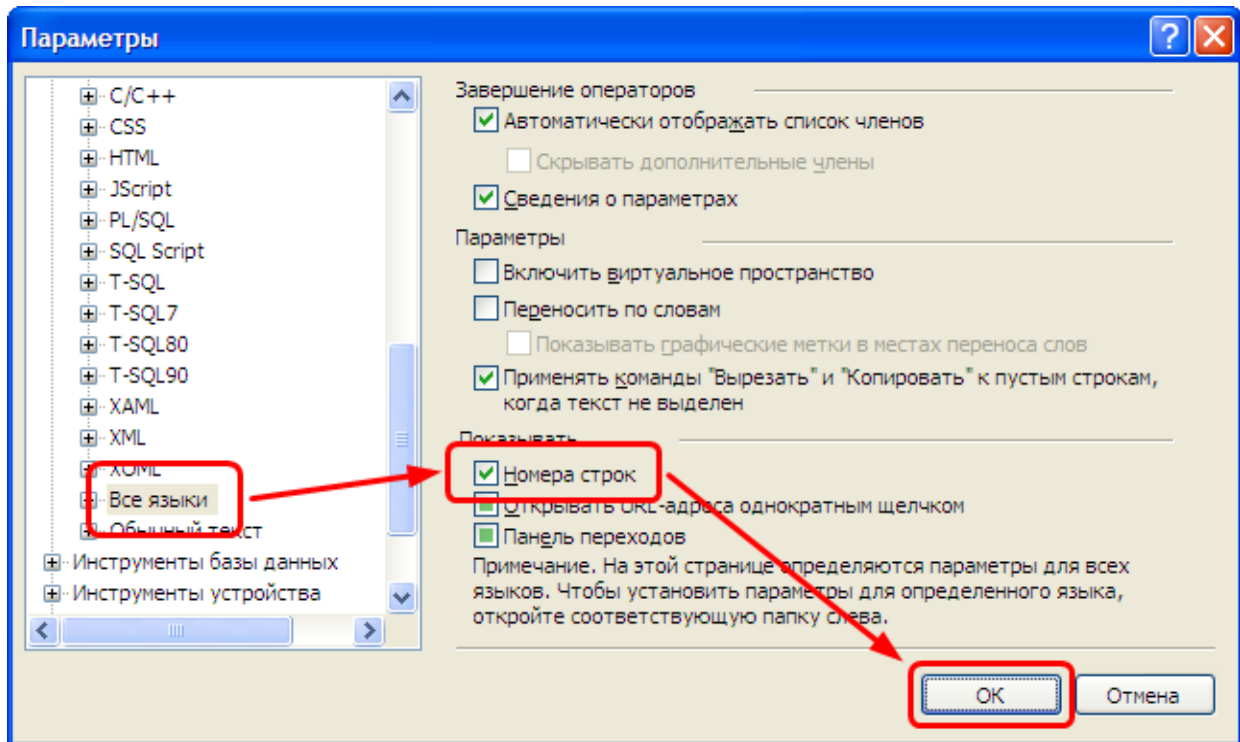 Параметры
C/C++
CSS
HTML
JScript
PL/SQL
SQL Script
T-SQL
T-SQL7
T-SQL80
T-SQL90
XAML
XML
XOML
Все языки
Обычный текст
Инструменты базы данных
Инструменты устройства
Завершение операторов
Автоматически отображать список членов
Скрывать дополнительные члены
Сведения о параметрах
Параметры
Включить виртуальное пространство
Переносить по словам
Показывать графические метки в местах переноса слов
Применять команды "Вырезать" и "Копировать" к пустым строкам,
когда текст не выделен
Показывать
Номера строк
Открывать URL-адреса однократным щелчком
Панель переходов
Примечание. На этой странице определяются параметры для всех
языков. Чтобы установить параметры для определенного языка,
откройте соответствующую папку слева.
ОК
Отмена